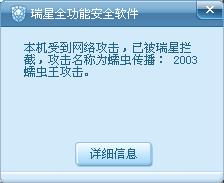 瑞星全功能安全软件
本机受到网络攻击，已被瑞星拦
截，攻击名称为蠕虫传播： 2003
蠕虫王攻击。
详细信息